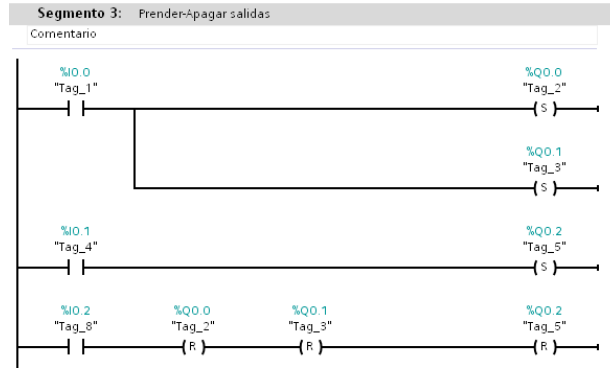 Segmento 3: Prender-Apagar salidas
Comentario
%I0.0 %Q0.0
"Tag_1" "Tag_2"
S
%Q0.1
"Tag_3"
S
%I0.1 %Q0.2
"Tag_4" "Tag_5"
S
%I0.2 %Q0.0 %Q0.1 %Q0.2
"Tag_8" "Tag_2" "Tag_3" "Tag_5"
R R R